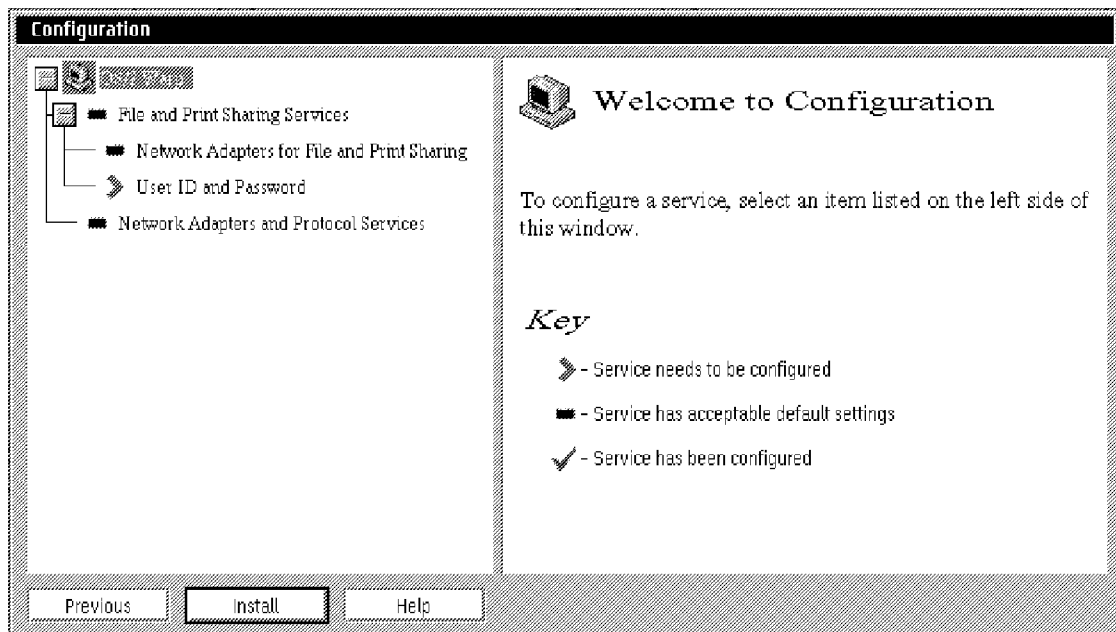 Configuration
File and Print Sharing Services
Network Adapters for File and Print Sharing
User ID and Password
Network Adapters and Protocol Services
Welcome to Configuration
To configure a service, select an item listed on the left side of
this window.
Key
- Service needs to be configured
- Service has acceptable default settings
- Service has been configured
Previous
Install
Help